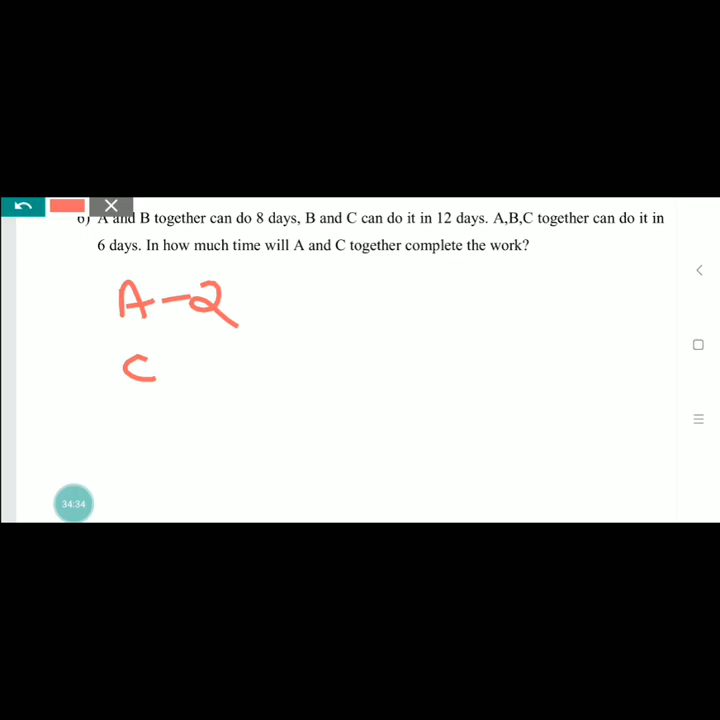 6) A and B together can do 8 days, B and C can do it in 12 days. A,B,C together can do it in
6 days. In how much time will A and C together complete the work?
A-2
C
34:34